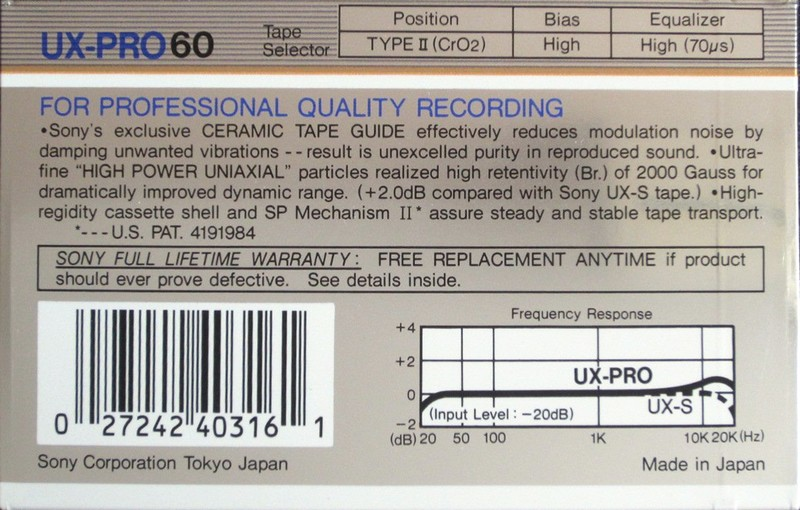 UX-PRO60 Tape Selector
Position Bias Equalizer
TYPE II (CrO2) High High (70μs)
FOR PROFESSIONAL QUALITY RECORDING
•Sony's exclusive CERAMIC TAPE GUIDE effectively reduces modulation noise by
damping unwanted vibrations -- result is unexcelled purity in reproduced sound. •Ultra-
fine "HIGH POWER UNIAXIAL" particles realized high retentivity (Br.) of 2000 Gauss for
dramatically improved dynamic range. (+2.0dB compared with Sony UX-S tape.) •High-
regidity cassette shell and SP Mechanism II* assure steady and stable tape transport.
*---U.S. PAT. 4191984
SONY FULL LIFETIME WARRANTY: FREE REPLACEMENT ANYTIME if product
should ever prove defective. See details inside.
0 27242 40316 1
Frequency Response
+4
+2
0
-2
UX-PRO
UX-S
(Input Level: -20dB)
(dB) 20 50 100 1K 10K 20K (Hz)
Sony Corporation Tokyo Japan
Made in Japan